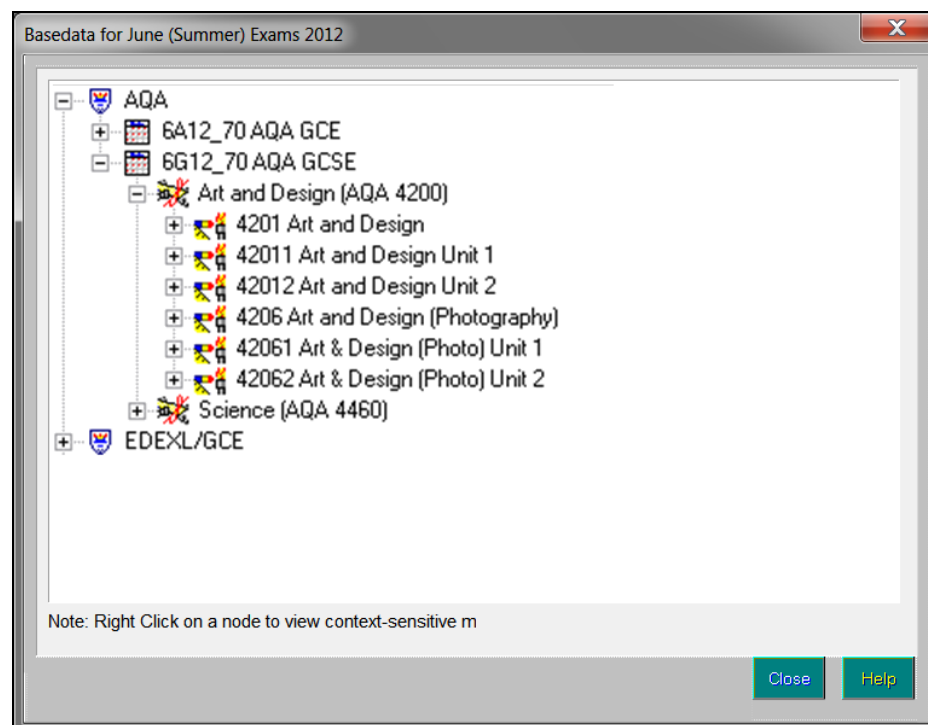 Basedata for June (Summer) Exams 2012
AQA
6A12_70 AQA GCE
6G12_70 AQA GCSE
Art and Design (AQA 4200)
4201 Art and Design
42011 Art and Design Unit 1
42012 Art and Design Unit 2
4206 Art and Design (Photography)
42061 Art & Design (Photo) Unit 1
42062 Art & Design (Photo) Unit 2
Science (AQA 4460)
EDEXL/GCE
Note: Right Click on a node to view context-sensitive m
Close Help